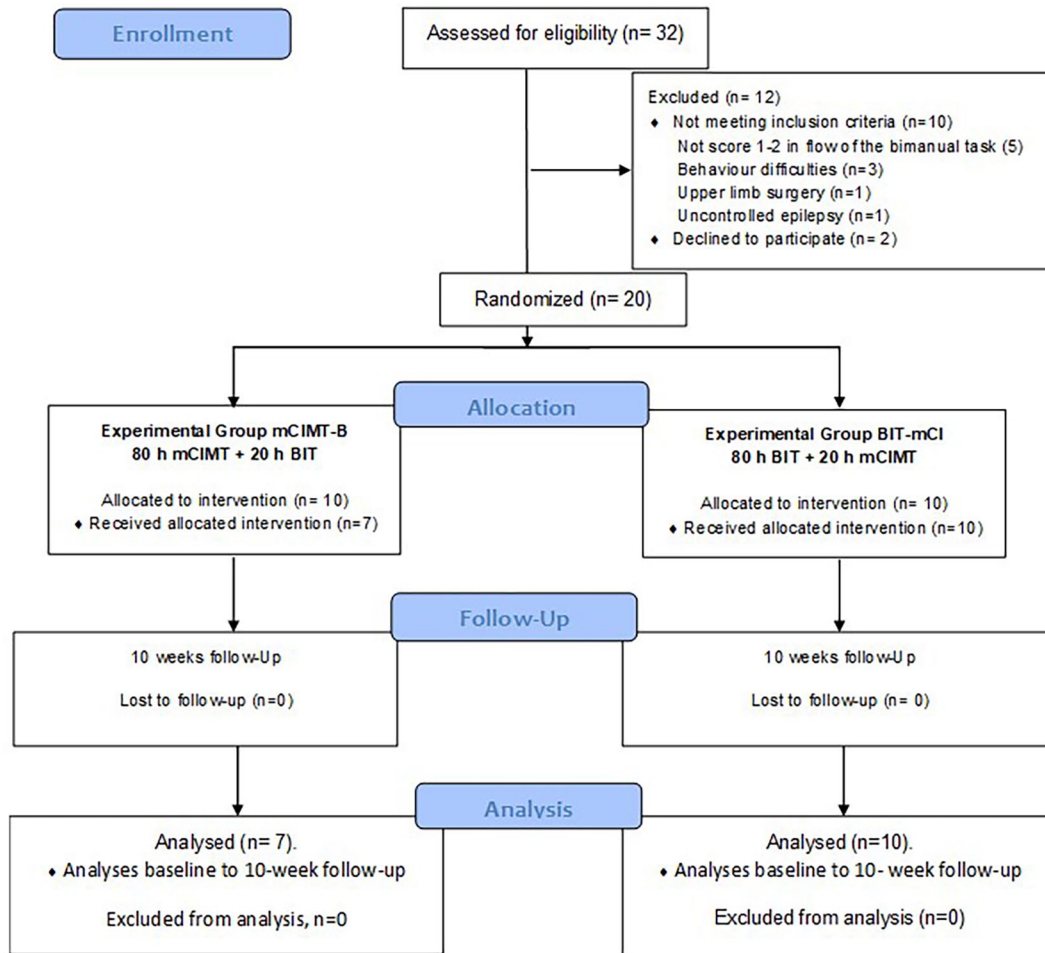 Enrollment
Assessed for eligibility (n= 32)
Excluded (n= 12)
♦ Not meeting inclusion criteria (n=10)
Not score 1-2 in flow of the bimanual task (5)
Behaviour difficulties (n=3)
Upper limb surgery (n=1)
Uncontrolled epilepsy (n=1)
♦ Declined to participate (n= 2)
Randomized (n= 20)
Allocation
Experimental Group mCIMT-B
80 h mCIMT + 20 h BIT
Allocated to intervention (n= 10)
♦ Received allocated intervention (n=7)
Experimental Group BIT-mCI
80 h BIT + 20 h mCIMT
Allocated to intervention (n= 10)
♦ Received allocated intervention (n=10)
Follow-Up
10 weeks follow-Up
Lost to follow-up (n=0)
10 weeks follow-Up
Lost to follow-up (n= 0)
Analysis
Analysed (n= 7).
♦ Analyses baseline to 10-week follow-up
Excluded from analysis, n=0
Analysed (n=10).
♦ Analyses baseline to 10- week follow-up
Excluded from analysis (n=0)